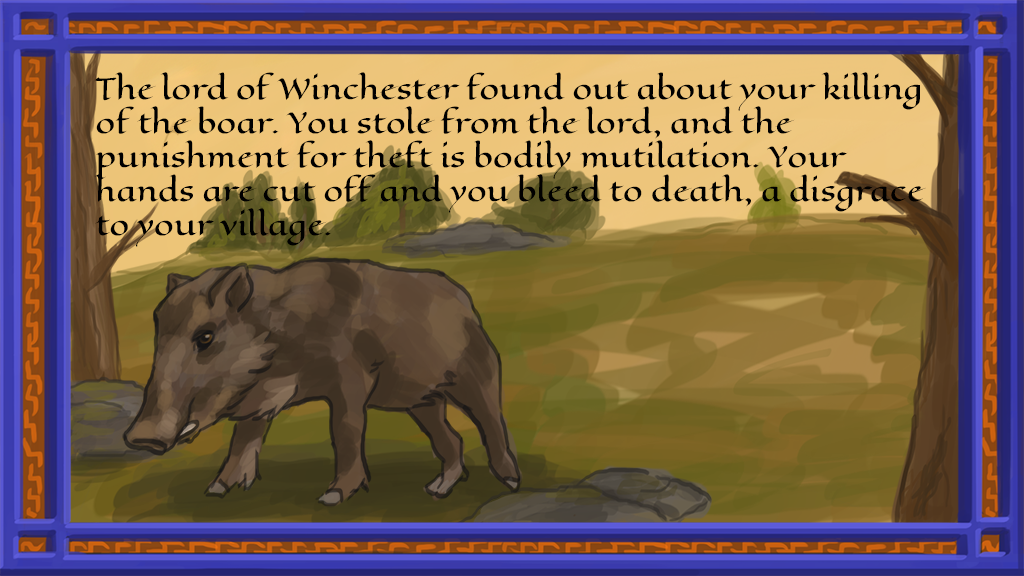 The lord of Winchester found out about your killing
of the boar. You stole from the lord, and the
punishment for theft is bodily mutilation. Your
hands are cut off and you bleed to death, a disgrace
to your village.